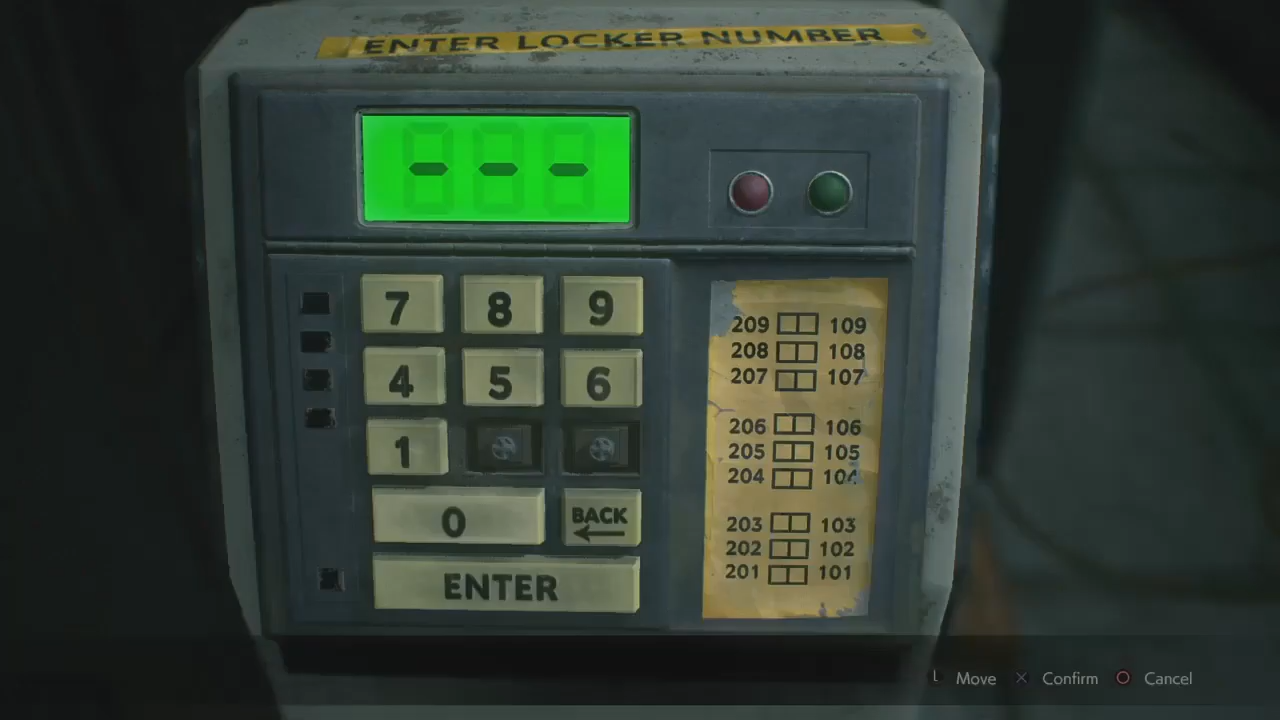 ENTER LOCKER NUMBER
7 8 9
4 5 6
1
0 BACK
ENTER
209 109
208 108
207 107
206 106
205 105
204 104
203 103
202 102
201 101
L Move X Confirm O Cancel